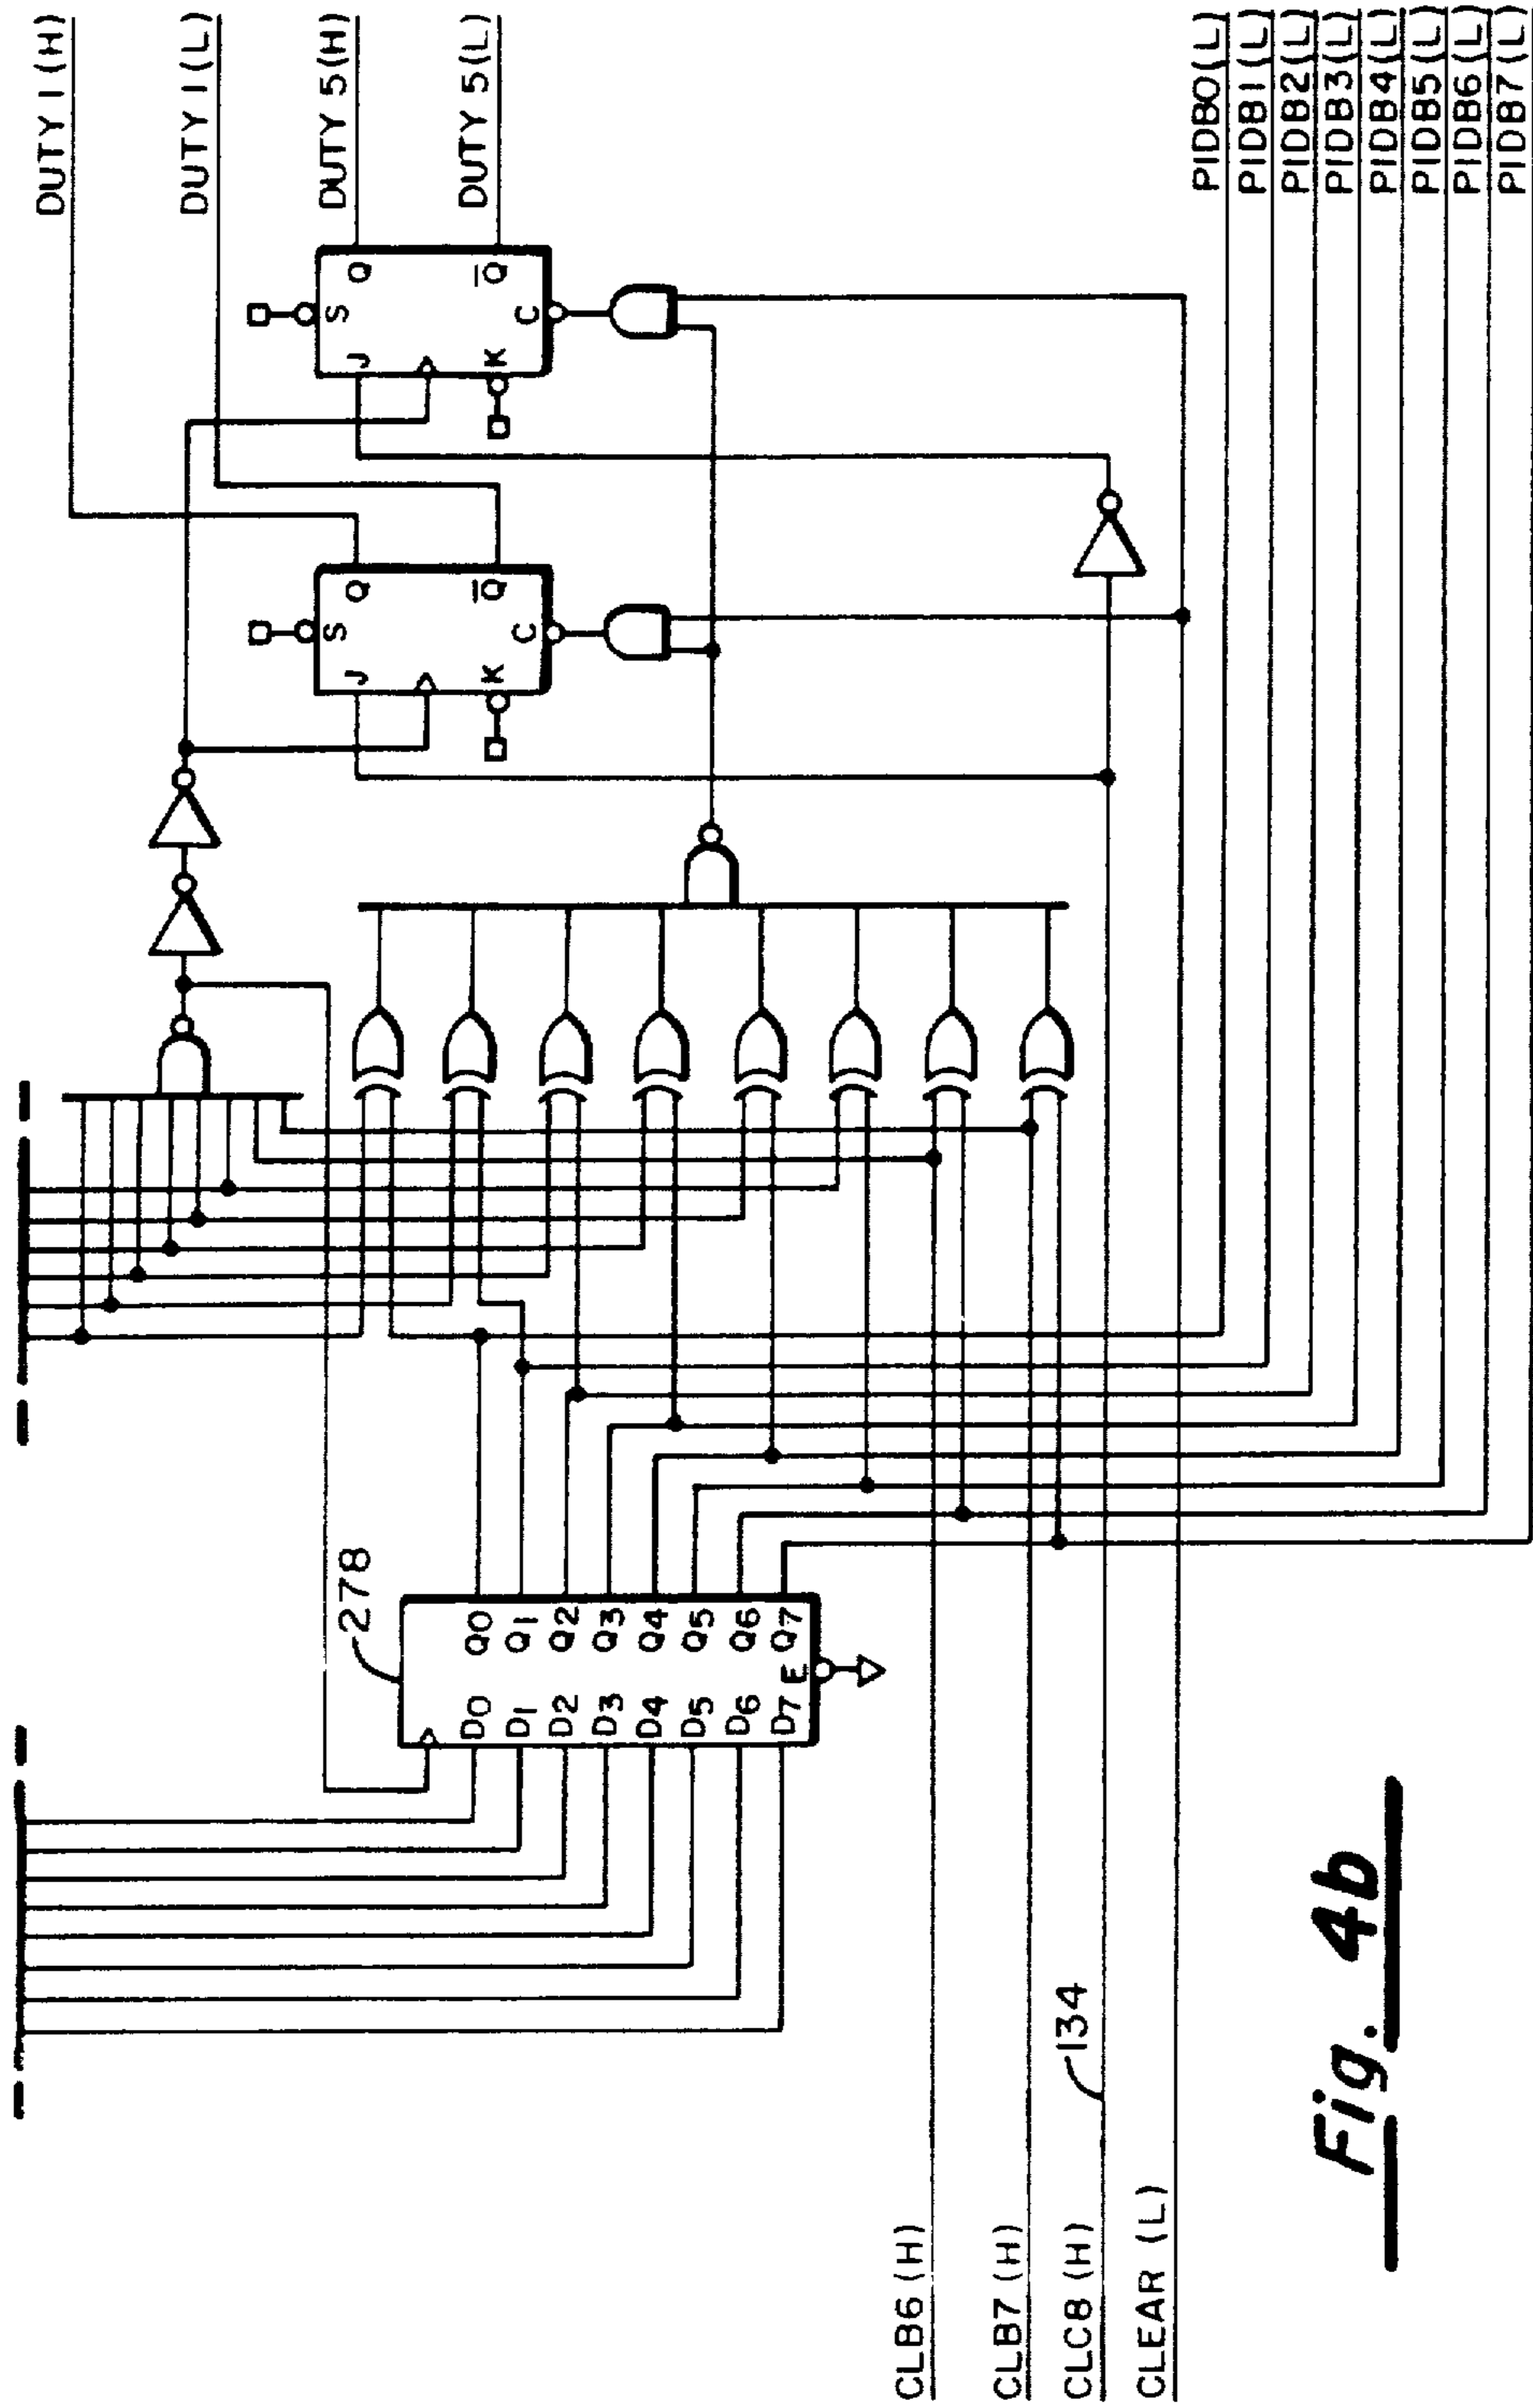 DUTY 1 (H)
DUTY 1 (L)
DUTY 5 (H)
DUTY 5 (L)
J S Q
K C Q̅
J S Q
K C Q̅
278
D0 Q0
D1 Q1
D2 Q2
D3 Q3
D4 Q4
D5 Q5
D6 Q6
D7 E Q7
CLB6 (H)
CLB7 (H)
CLC8 (H)
134
CLEAR (L)
PIDB0 (L)
PIDB1 (L)
PIDB2 (L)
PIDB3 (L)
PIDB4 (L)
PIDB5 (L)
PIDB6 (L)
PIDB7 (L)
Fig. 4b